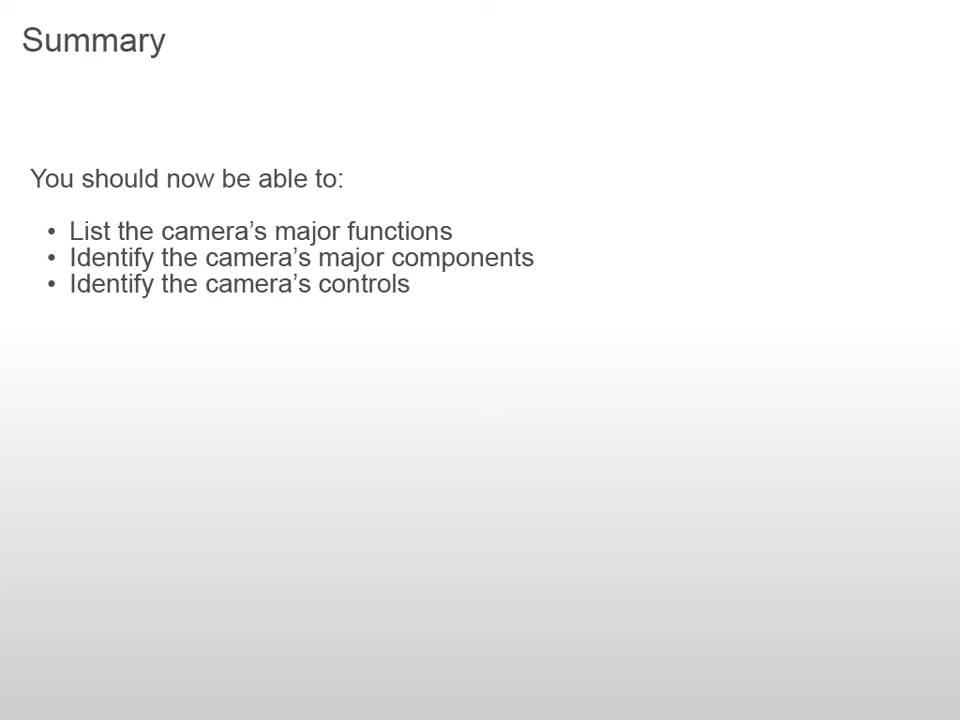 Summary
You should now be able to:
• List the camera’s major functions
• Identify the camera’s major components
• Identify the camera’s controls